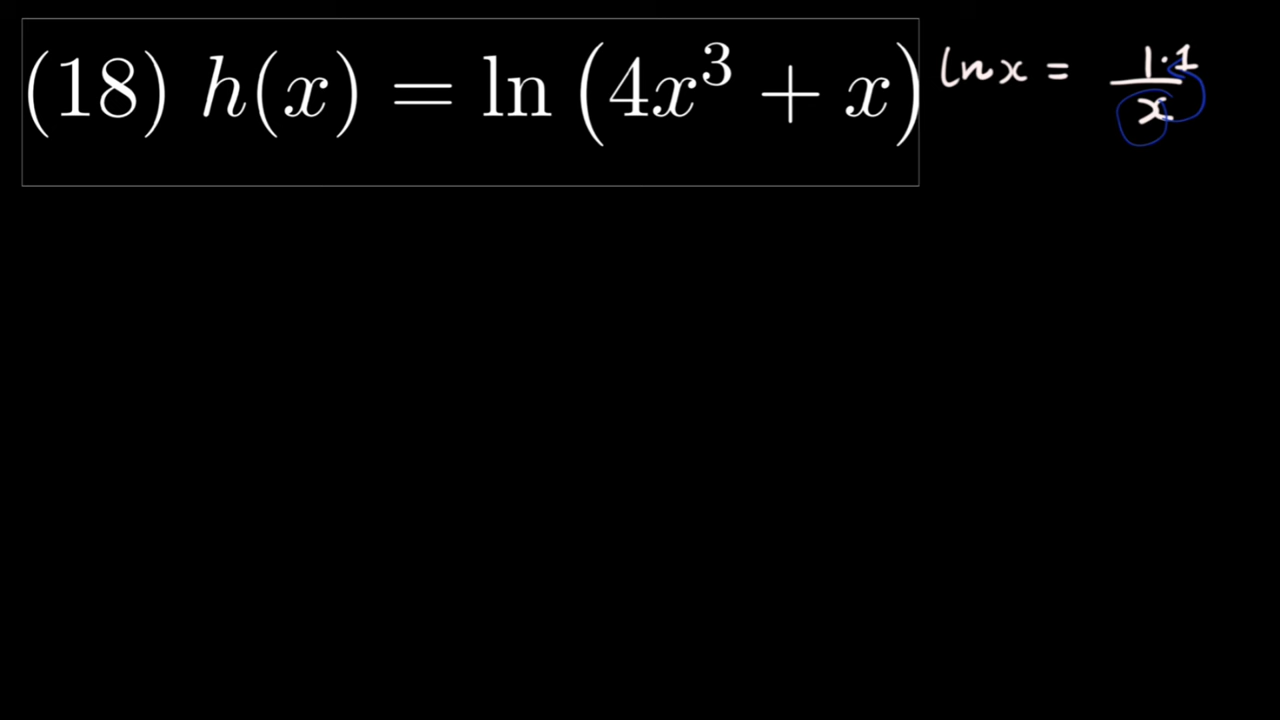 (18) h(x) = ln (4x³ + x) ln x = 1·1/x